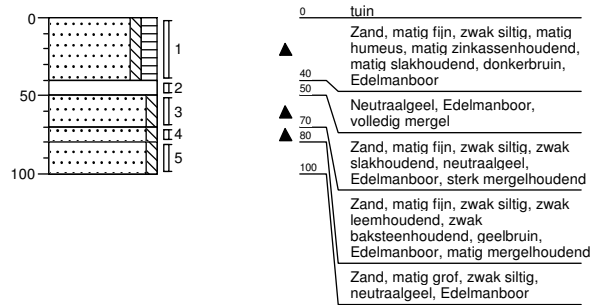 0
50
100
1
2
3
4
5
0
tuin
Zand, matig fijn, zwak siltig, matig
humeus, matig zinkassenhoudend,
matig slakhoudend, donkerbruin,
Edelmanboor
40
50
Neutraalgeel, Edelmanboor,
volledig mergel
70
Zand, matig fijn, zwak siltig, zwak
slakhoudend, neutraalgeel,
Edelmanboor, sterk mergelhoudend
80
Zand, matig fijn, zwak siltig, zwak
leemhoudend, zwak
baksteenhoudend, geelbruin,
Edelmanboor, matig mergelhoudend
100
Zand, matig grof, zwak siltig,
neutraalgeel, Edelmanboor